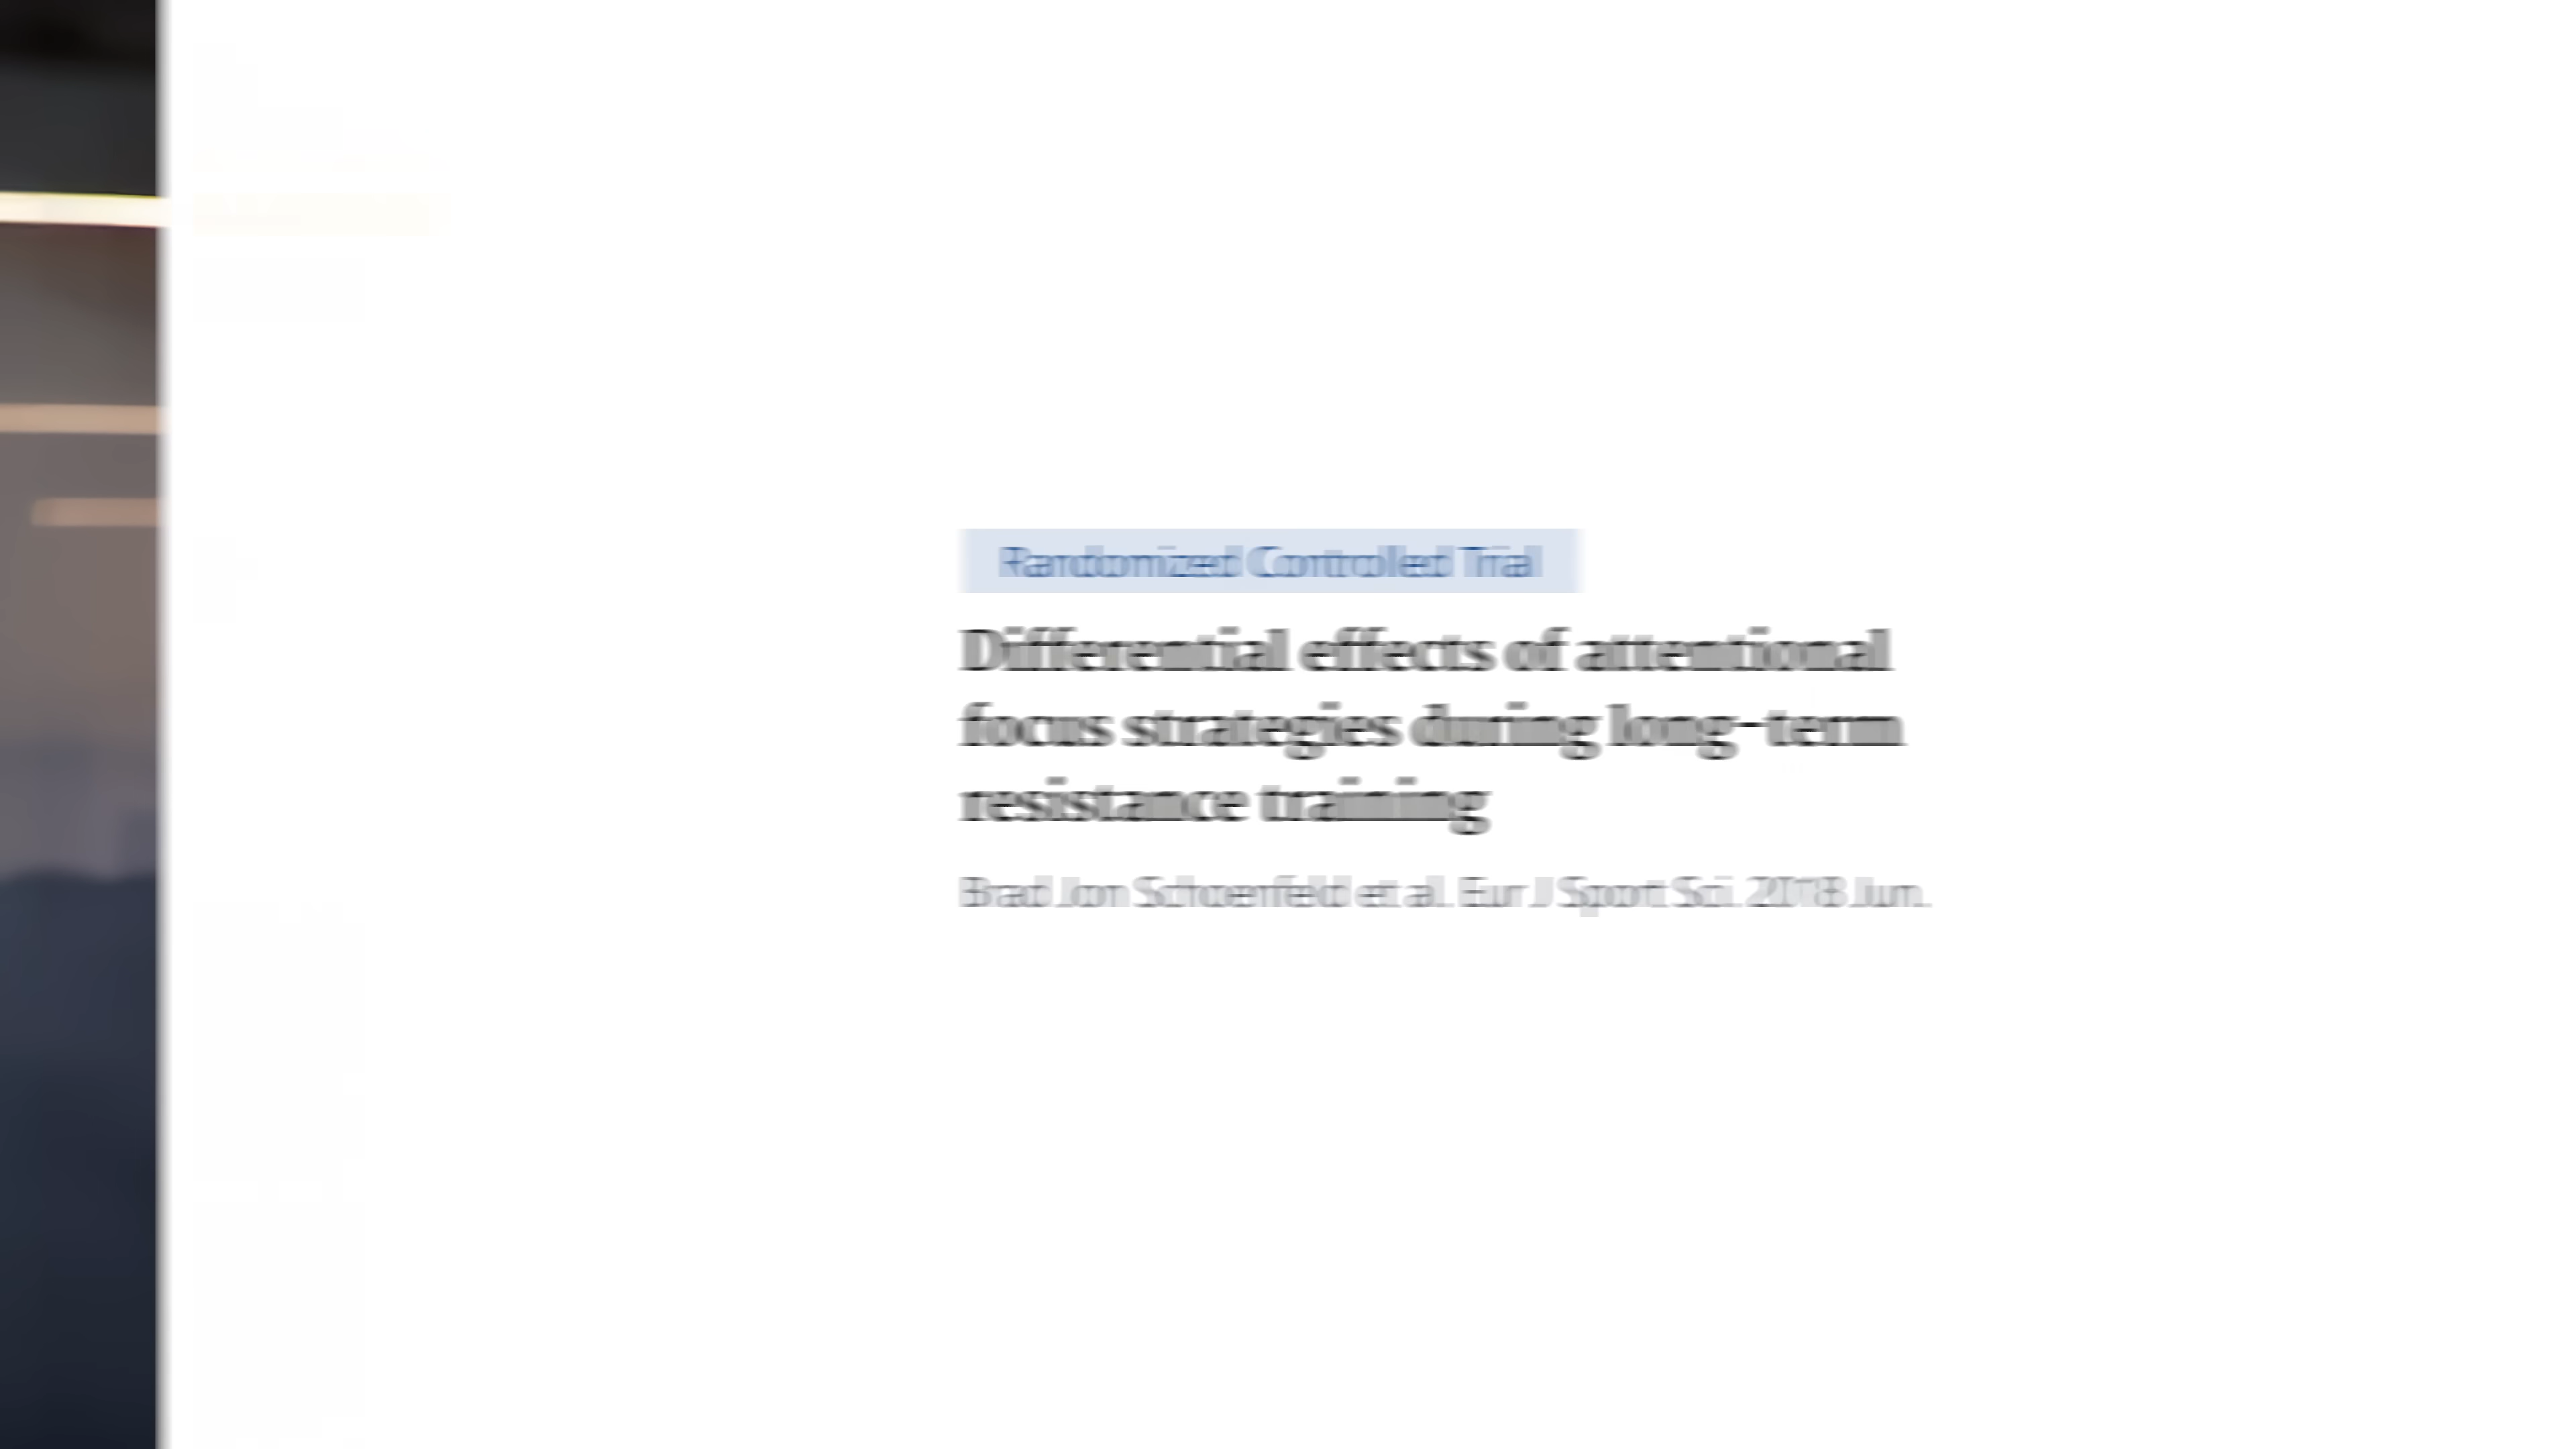 Randomized Controlled Trial
Differential effects of attentional
focus strategies during long-term
resistance training
Brad Jon Schoenfeld et al. Eur J Sport Sci. 2018 Jun.